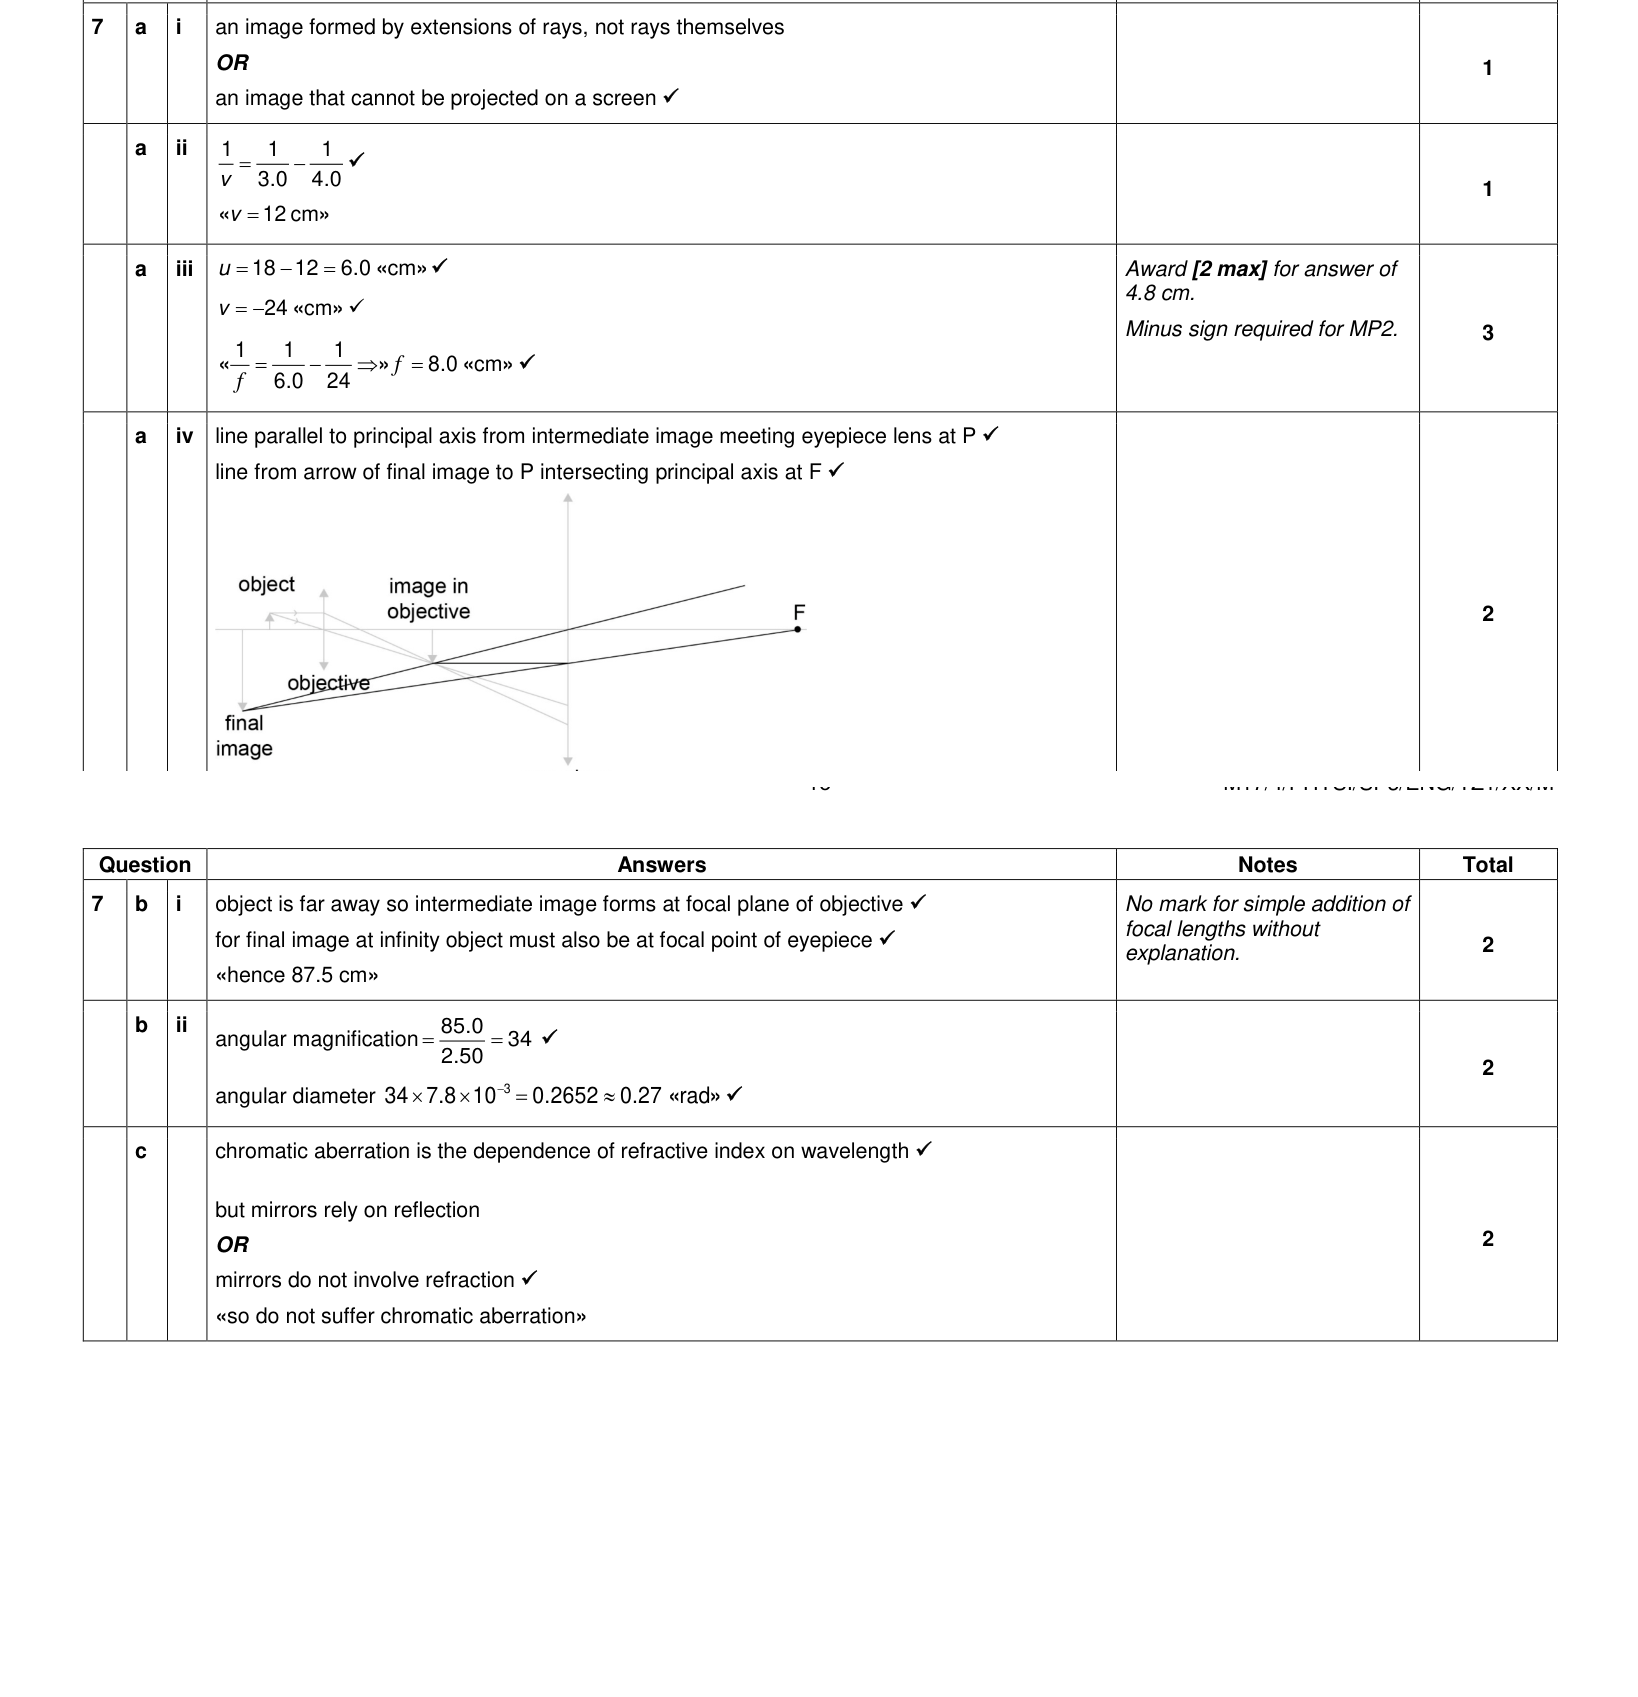 7 a i an image formed by extensions of rays, not rays themselves
OR
an image that cannot be projected on a screen ✓
1
a ii 1/v = 1/3.0 − 1/4.0 ✓
«v = 12 cm»
1
a iii u = 18 − 12 = 6.0 «cm» ✓
v = −24 «cm» ✓
«1/f = 1/6.0 − 1/24 ⇒» f = 8.0 «cm» ✓
Award [2 max] for answer of
4.8 cm.
Minus sign required for MP2.
3
a iv line parallel to principal axis from intermediate image meeting eyepiece lens at P ✓
line from arrow of final image to P intersecting principal axis at F ✓
object
image in
objective
F
objective
final
image
2
Question Answers Notes Total
7 b i object is far away so intermediate image forms at focal plane of objective ✓
for final image at infinity object must also be at focal point of eyepiece ✓
«hence 87.5 cm»
No mark for simple addition of
focal lengths without
explanation.
2
b ii angular magnification = 85.0/2.50 = 34 ✓
angular diameter 34 × 7.8 × 10⁻³ = 0.2652 ≈ 0.27 «rad» ✓
2
c chromatic aberration is the dependence of refractive index on wavelength ✓
but mirrors rely on reflection
OR
mirrors do not involve refraction ✓
«so do not suffer chromatic aberration»
2